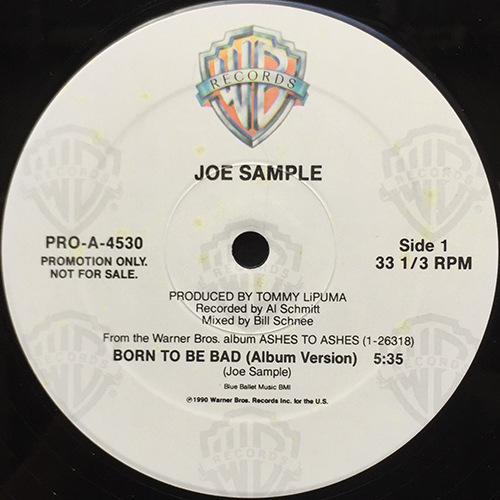 WB
RECORDS
JOE SAMPLE
PRO-A-4530
PROMOTION ONLY.
NOT FOR SALE.
Side 1
33 1/3 RPM
PRODUCED BY TOMMY LiPUMA
Recorded by Al Schmitt
Mixed by Bill Schnee
From the Warner Bros. album ASHES TO ASHES (1-26318)
BORN TO BE BAD (Album Version) 5:35
(Joe Sample)
Blue Ballet Music BMI
℗1990 Warner Bros. Records Inc. for the U.S.